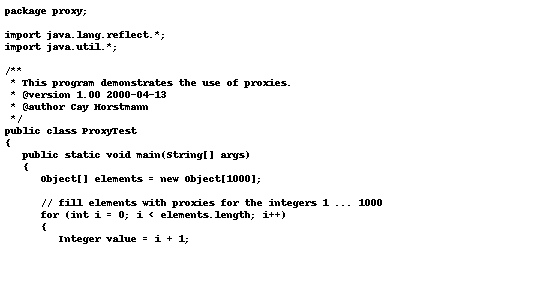 package proxy;

import java.lang.reflect.*;
import java.util.*;

/**
 * This program demonstrates the use of proxies.
 * @version 1.00 2000-04-13
 * @author Cay Horstmann
 */
public class ProxyTest
{
   public static void main(String[] args)
   {
      Object[] elements = new Object[1000];

      // fill elements with proxies for the integers 1 ... 1000
      for (int i = 0; i < elements.length; i++)
      {
         Integer value = i + 1;